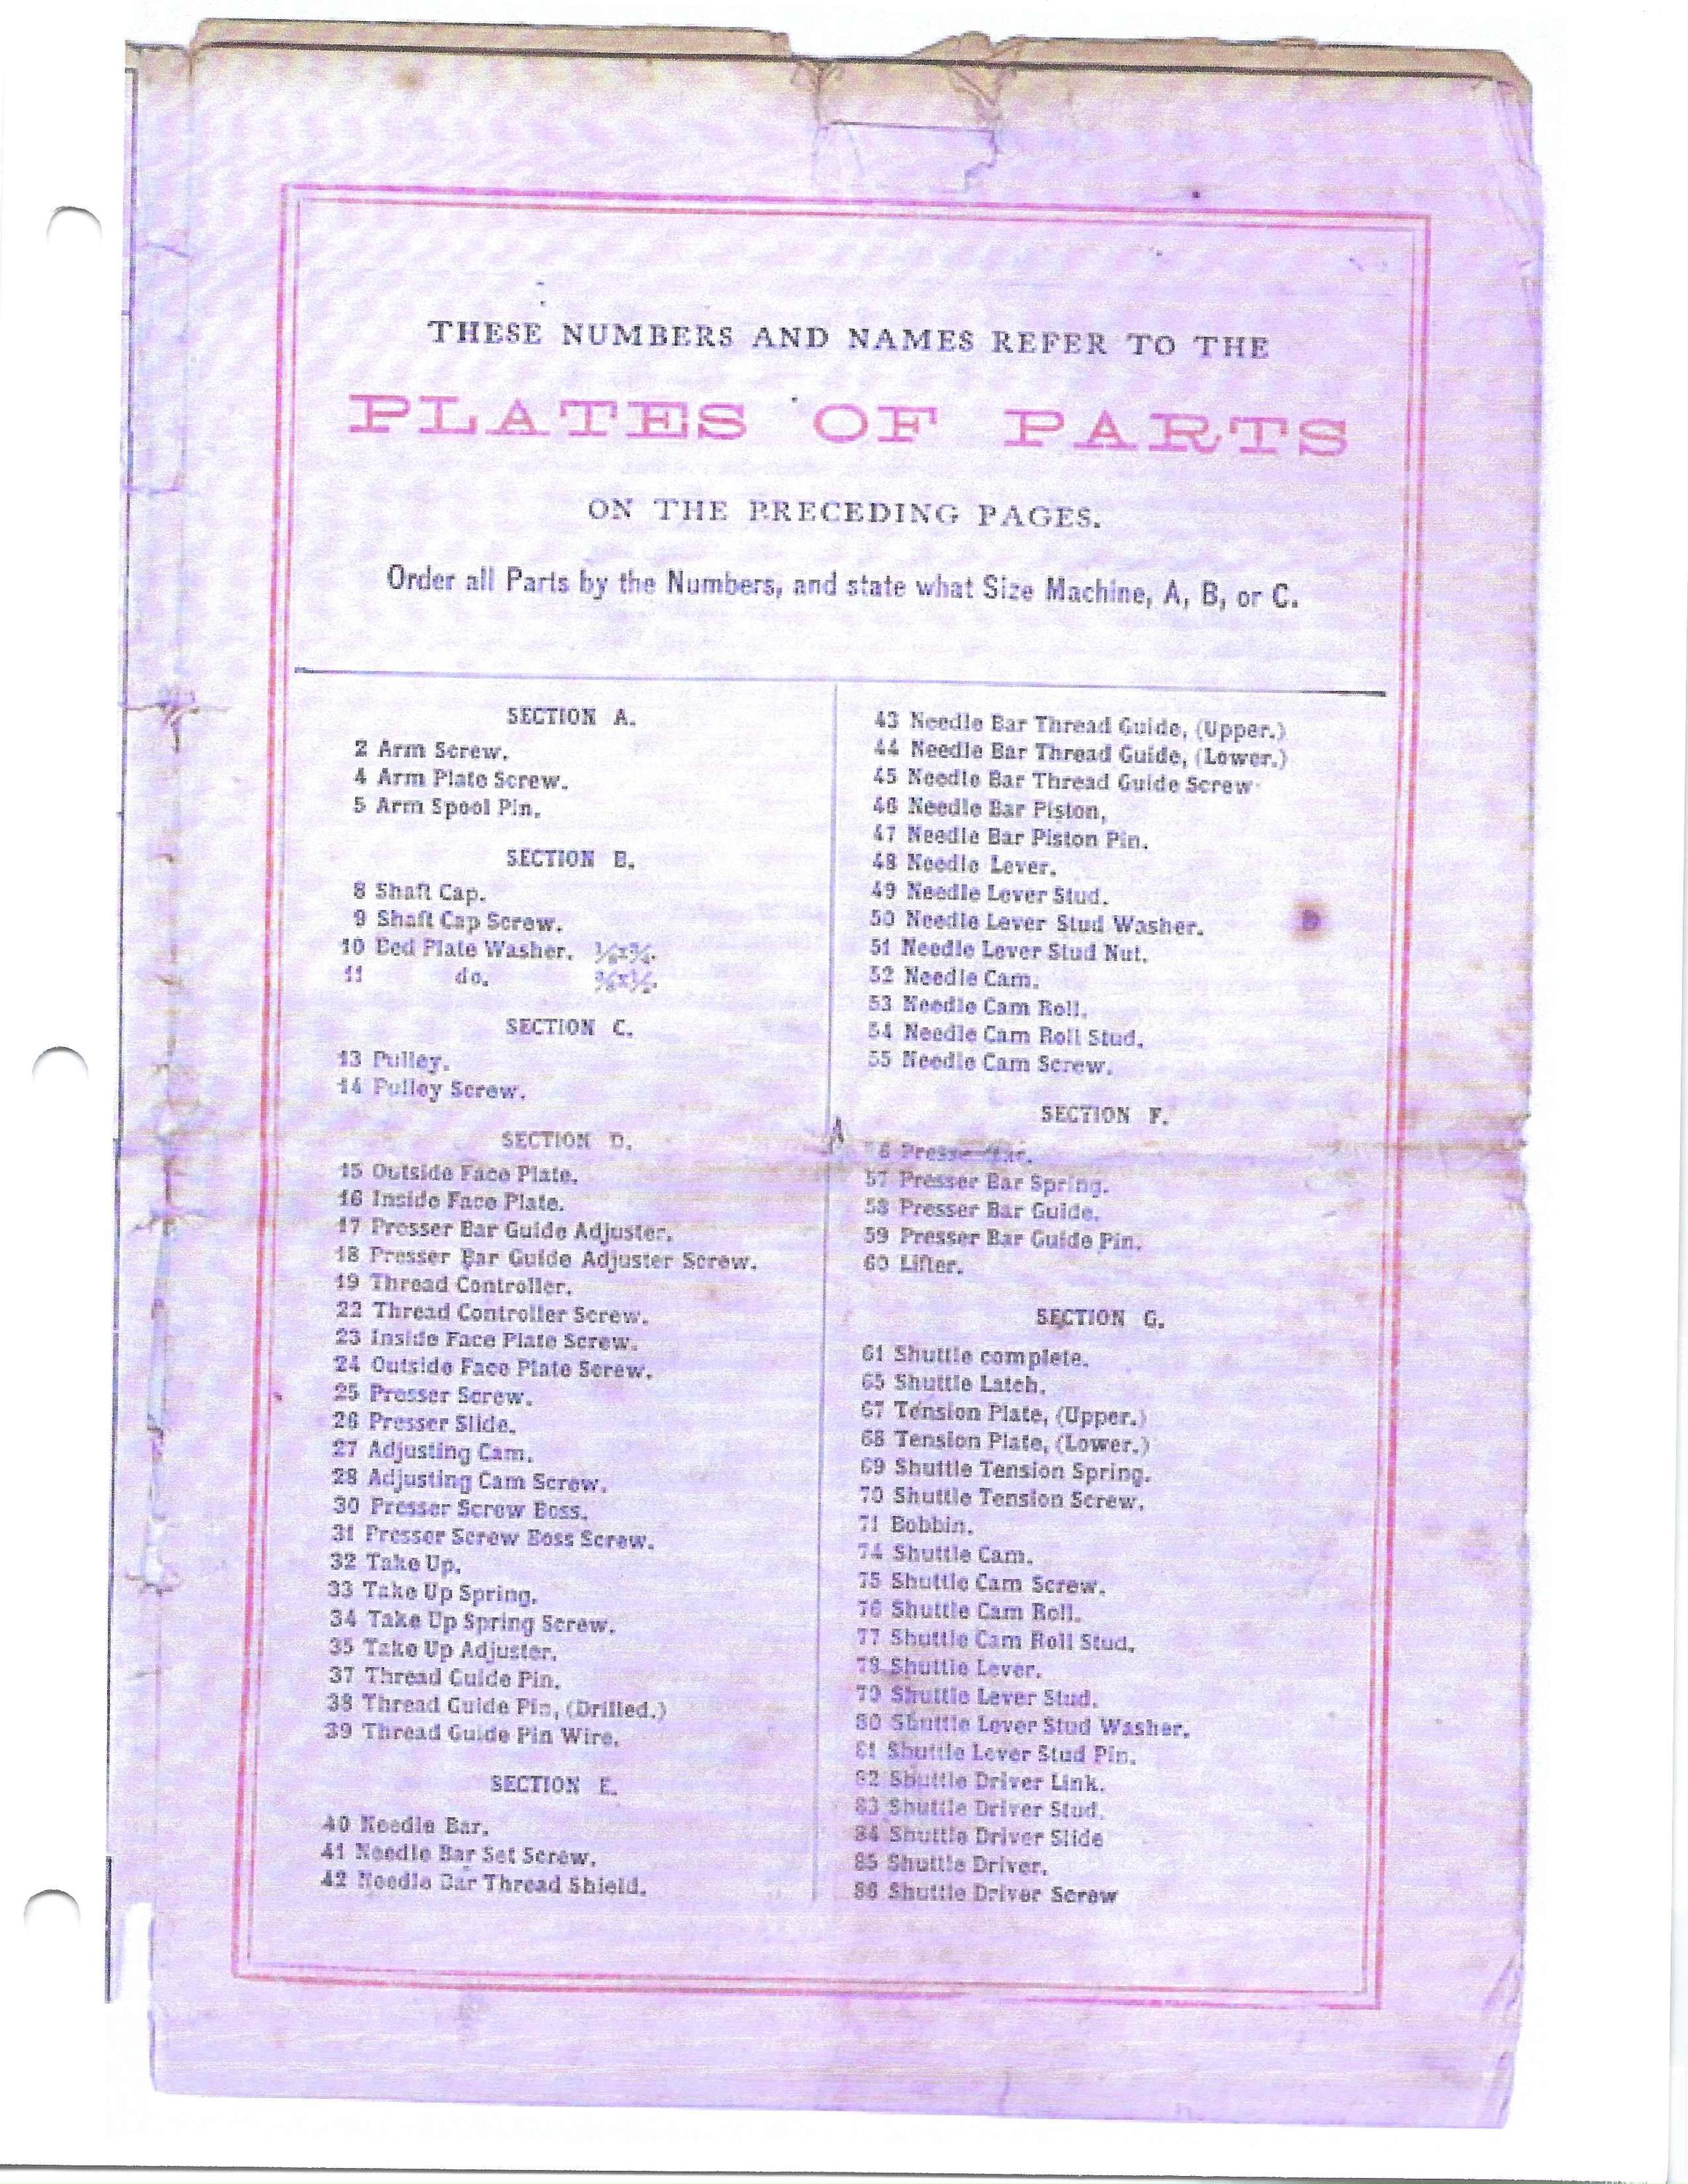 THESE NUMBERS AND NAMES REFER TO THE
PLATES OF PARTS
ON THE PRECEDING PAGES.
Order all Parts by the Numbers, and state what Size Machine, A, B, or C.
SECTION A.
2 Arm Screw.
4 Arm Plate Screw.
5 Arm Spool Pin.
SECTION B.
8 Shaft Cap.
9 Shaft Cap Screw.
10 Bed Plate Washer.
11 do.
SECTION C.
13 Pulley.
14 Pulley Screw.
SECTION D.
15 Outside Face Plate.
16 Inside Face Plate.
17 Presser Bar Guide Adjuster.
18 Presser Bar Guide Adjuster Screw.
19 Thread Controller.
22 Thread Controller Screw.
23 Inside Face Plate Screw.
24 Outside Face Plate Screw.
25 Presser Screw.
26 Presser Slide.
27 Adjusting Cam.
28 Adjusting Cam Screw.
30 Presser Screw Boss.
31 Presser Screw Boss Screw.
32 Take Up.
33 Take Up Spring.
34 Take Up Spring Screw.
35 Take Up Adjuster.
37 Thread Guide Pin.
38 Thread Guide Pin, (Drilled.)
39 Thread Guide Pin Wire.
SECTION E.
40 Needle Bar.
41 Needle Bar Set Screw.
42 Needle Bar Thread Shield.
43 Needle Bar Thread Guide, (Upper.)
44 Needle Bar Thread Guide, (Lower.)
45 Needle Bar Thread Guide Screw
46 Needle Bar Piston,
47 Needle Bar Piston Pin.
48 Needle Lever.
49 Needle Lever Stud.
50 Needle Lever Stud Washer.
51 Needle Lever Stud Nut.
52 Needle Cam.
53 Needle Cam Roll.
54 Needle Cam Roll Stud.
55 Needle Cam Screw.
SECTION F.
56 Presser Bar.
57 Presser Bar Spring.
58 Presser Bar Guide.
59 Presser Bar Guide Pin.
60 Lifter.
SECTION G.
61 Shuttle complete.
65 Shuttle Latch.
67 Tension Plate, (Upper.)
68 Tension Plate, (Lower.)
69 Shuttle Tension Spring.
70 Shuttle Tension Screw.
71 Bobbin.
74 Shuttle Cam.
75 Shuttle Cam Screw.
76 Shuttle Cam Roll.
77 Shuttle Cam Roll Stud.
78 Shuttle Lever.
79 Shuttle Lever Stud.
80 Shuttle Lever Stud Washer.
81 Shuttle Lever Stud Pin.
82 Shuttle Driver Link.
83 Shuttle Driver Stud.
84 Shuttle Driver Slide
85 Shuttle Driver.
86 Shuttle Driver Screw